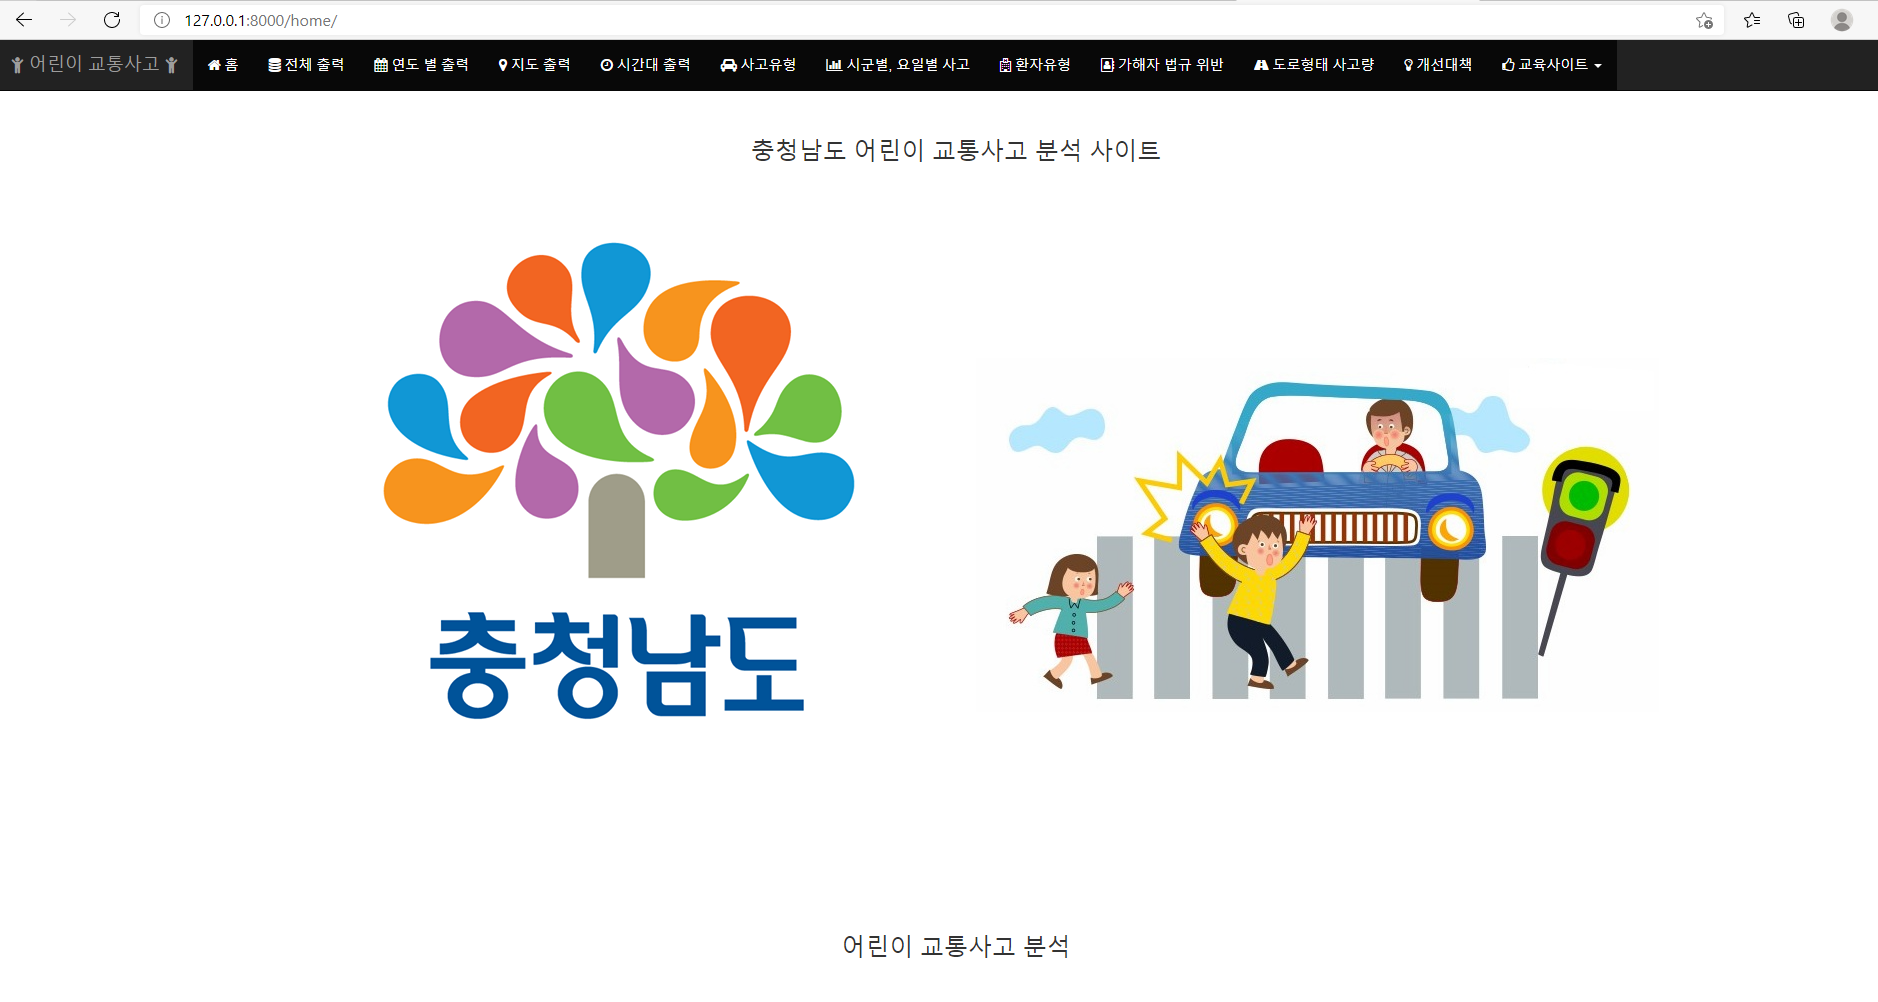 127.0.0.1:8000/home/
어린이 교통사고 홈 전체 출력 연도 별 출력 지도 출력 시간대 출력 사고유형 시군별, 요일별 사고 환자유형 가해자 법규 위반 도로형태 사고량 개선대책 교육사이트
충청남도 어린이 교통사고 분석 사이트
충청남도
어린이 교통사고 분석